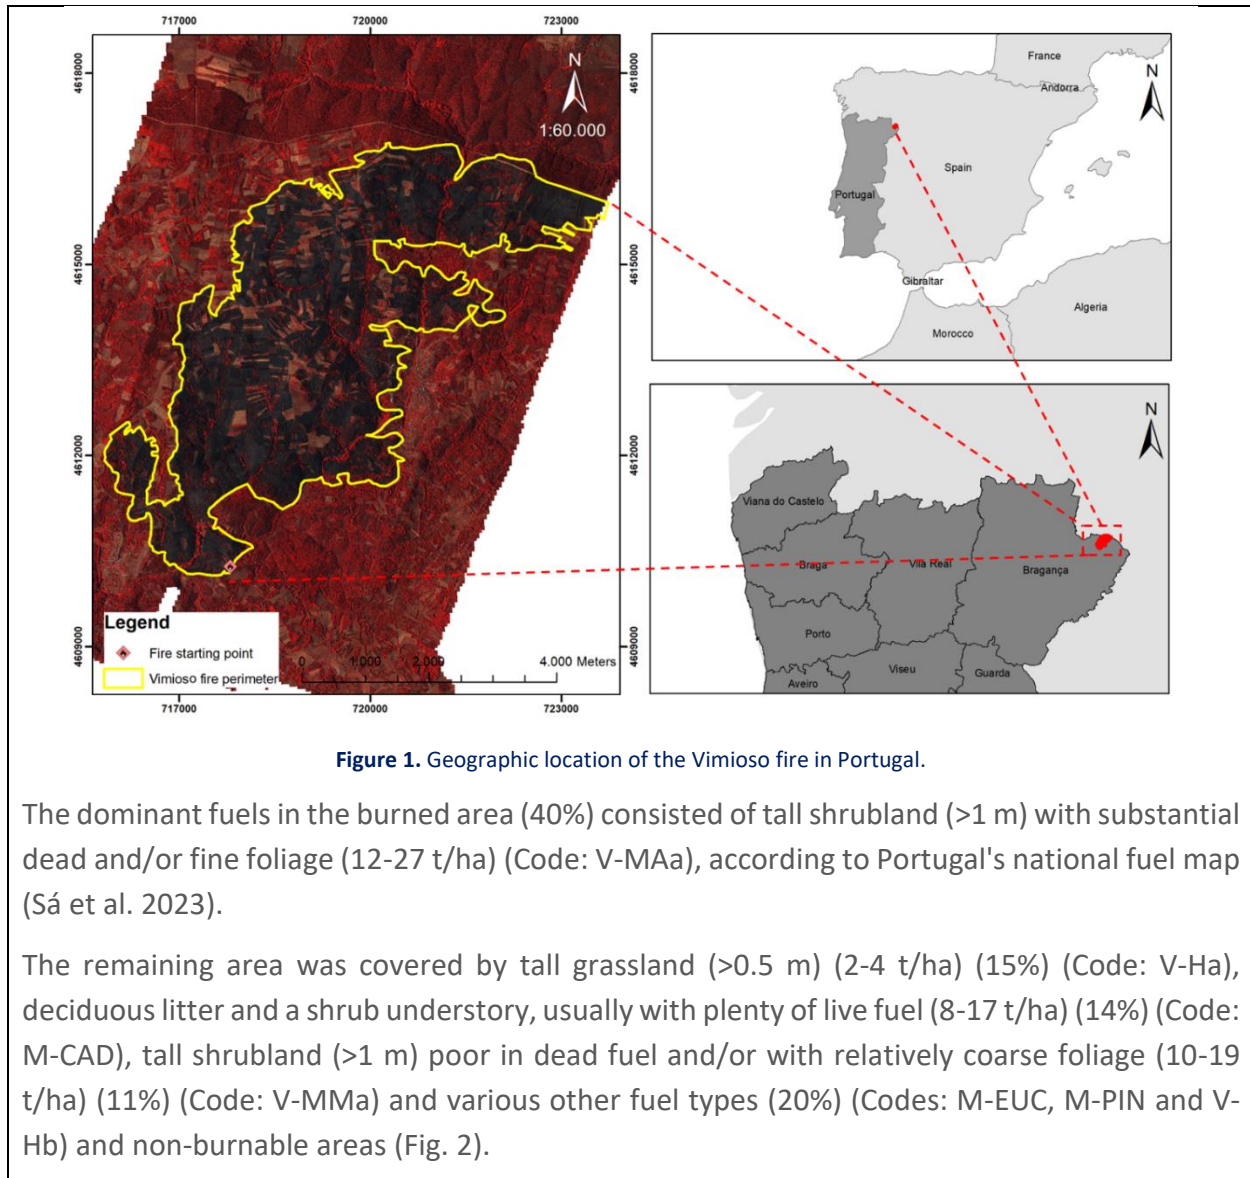 717000
720000
723000
4618000
4615000
4612000
4609000
4618000
4615000
4612000
4609000
N
1:60.000
Legend
Fire starting point
Vimioso fire perimeter
0
1.000
2.000
4.000 Meters
717000
720000
723000
France
Andorra
N
Spain
Portugal
Gibraltar
Algeria
Morocco
N
Viana do Castelo
Braga
Vila Real
Bragança
Porto
Viseu
Guarda
Aveiro
Figure 1. Geographic location of the Vimioso fire in Portugal.
The dominant fuels in the burned area (40%) consisted of tall shrubland (>1 m) with substantial
dead and/or fine foliage (12-27 t/ha) (Code: V-MAa), according to Portugal's national fuel map
(Sá et al. 2023).
The remaining area was covered by tall grassland (>0.5 m) (2-4 t/ha) (15%) (Code: V-Ha),
deciduous litter and a shrub understory, usually with plenty of live fuel (8-17 t/ha) (14%) (Code:
M-CAD), tall shrubland (>1 m) poor in dead fuel and/or with relatively coarse foliage (10-19
t/ha) (11%) (Code: V-MMa) and various other fuel types (20%) (Codes: M-EUC, M-PIN and V-
Hb) and non-burnable areas (Fig. 2).